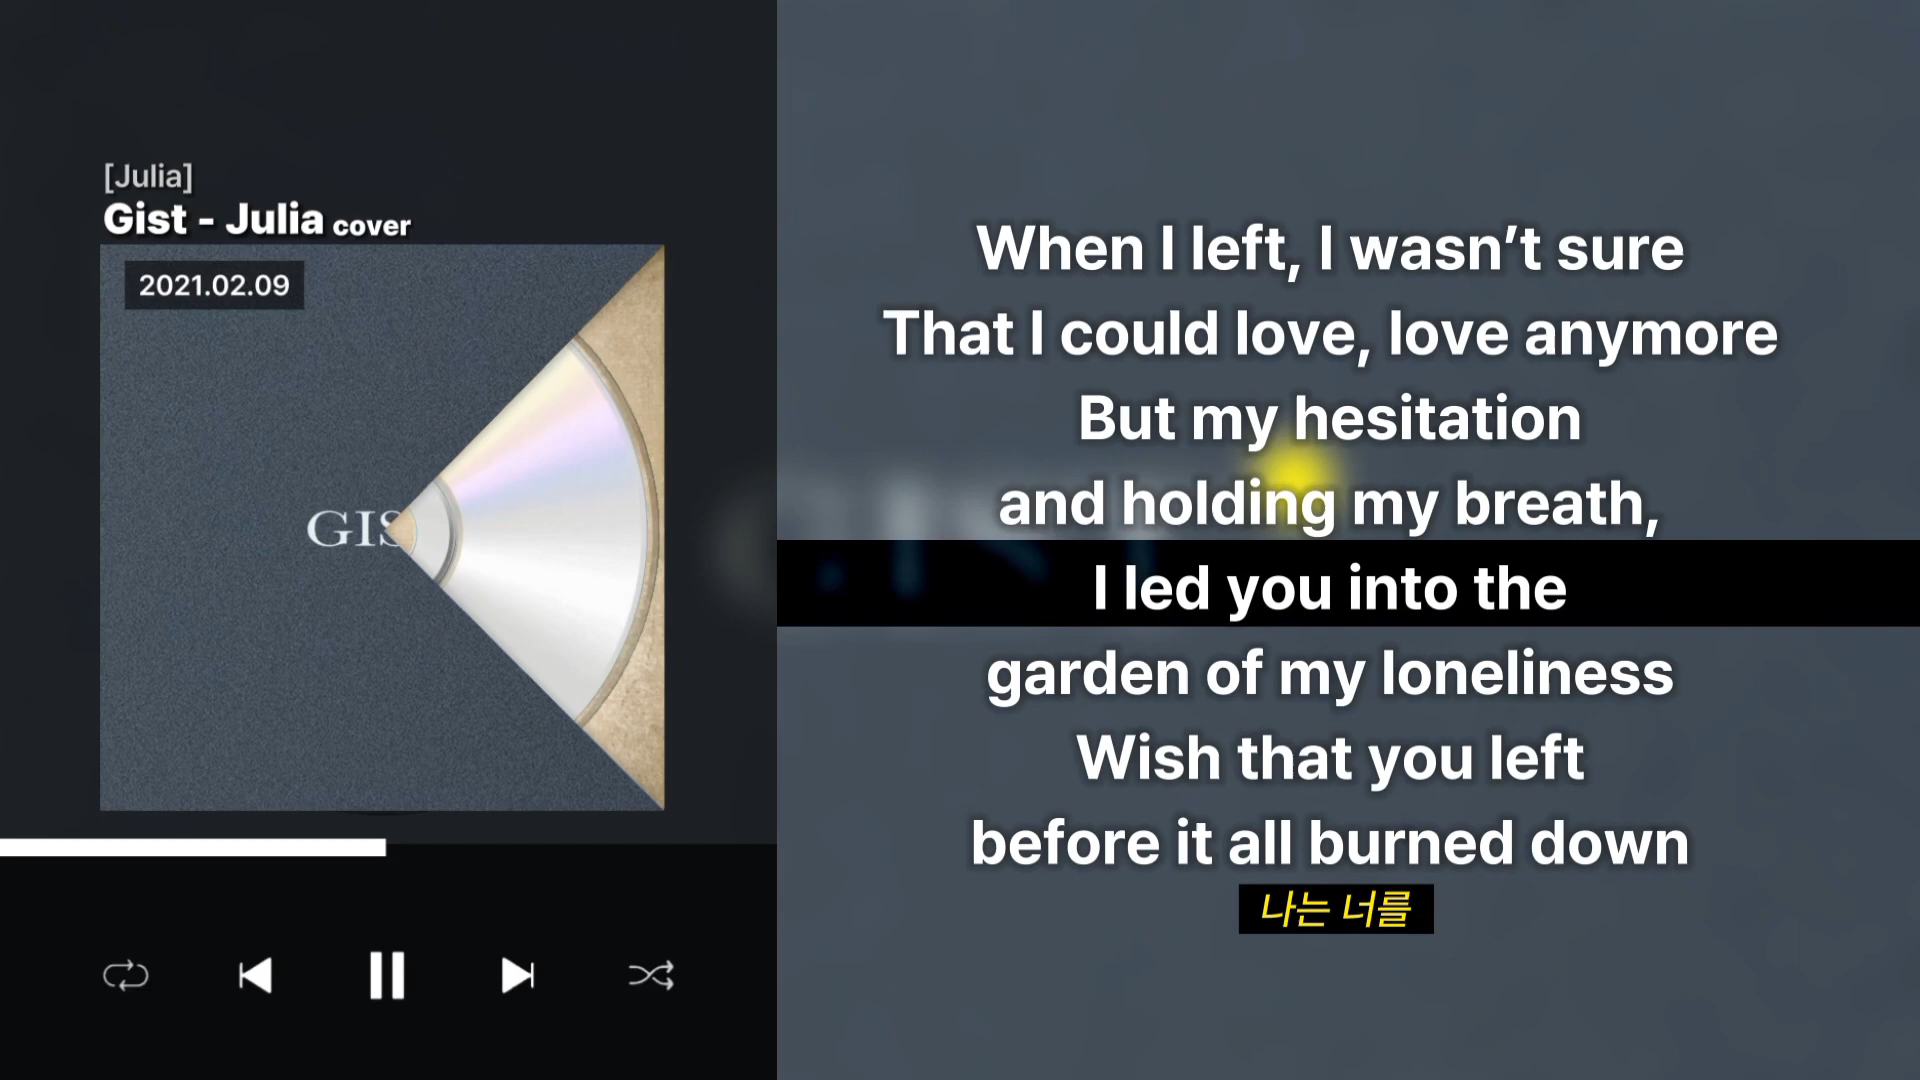 [Julia]
Gist - Julia cover
2021.02.09
GIS
When I left, I wasn’t sure
That I could love, love anymore
But my hesitation
and holding my breath,
I led you into the
garden of my loneliness
Wish that you left
before it all burned down
나는 너를